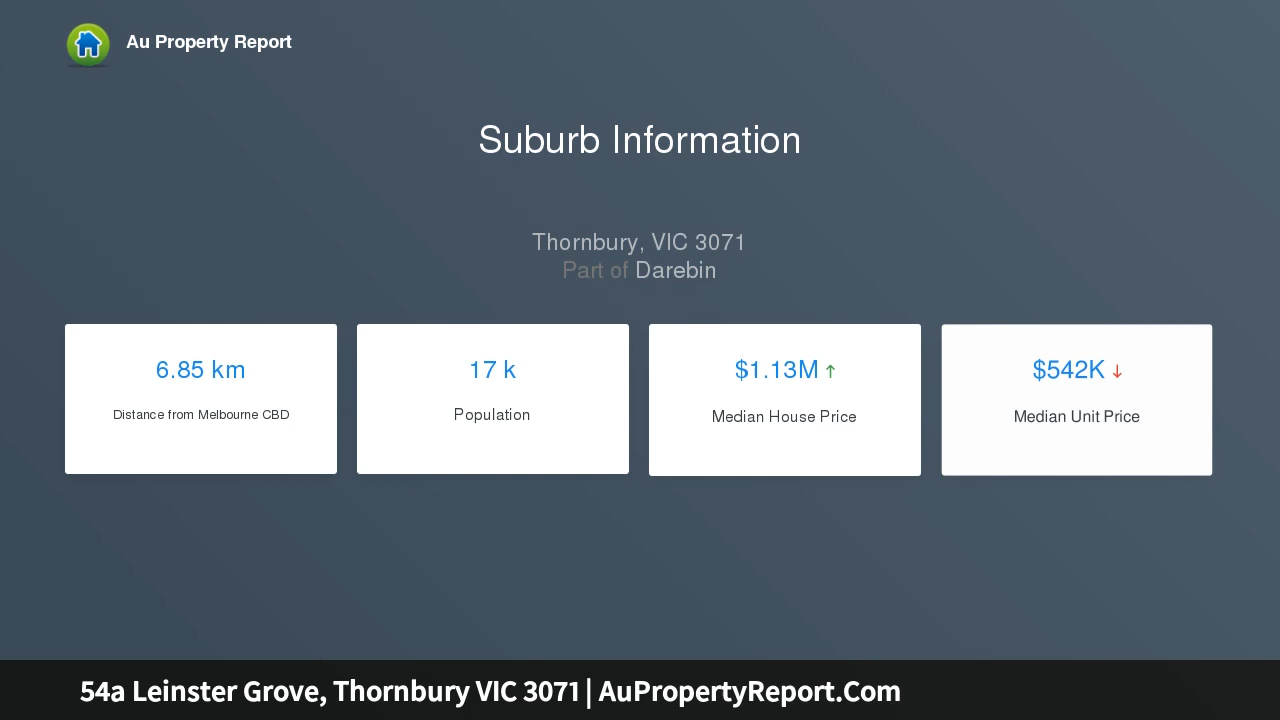 Au Property Report
Suburb Information
Thornbury, VIC 3071
Part of Darebin
6.85 km
Distance from Melbourne CBD
17 k
Population
$1.13M ↑
Median House Price
$542K ↓
Median Unit Price
54a Leinster Grove, Thornbury VIC 3071 | AuPropertyReport.Com